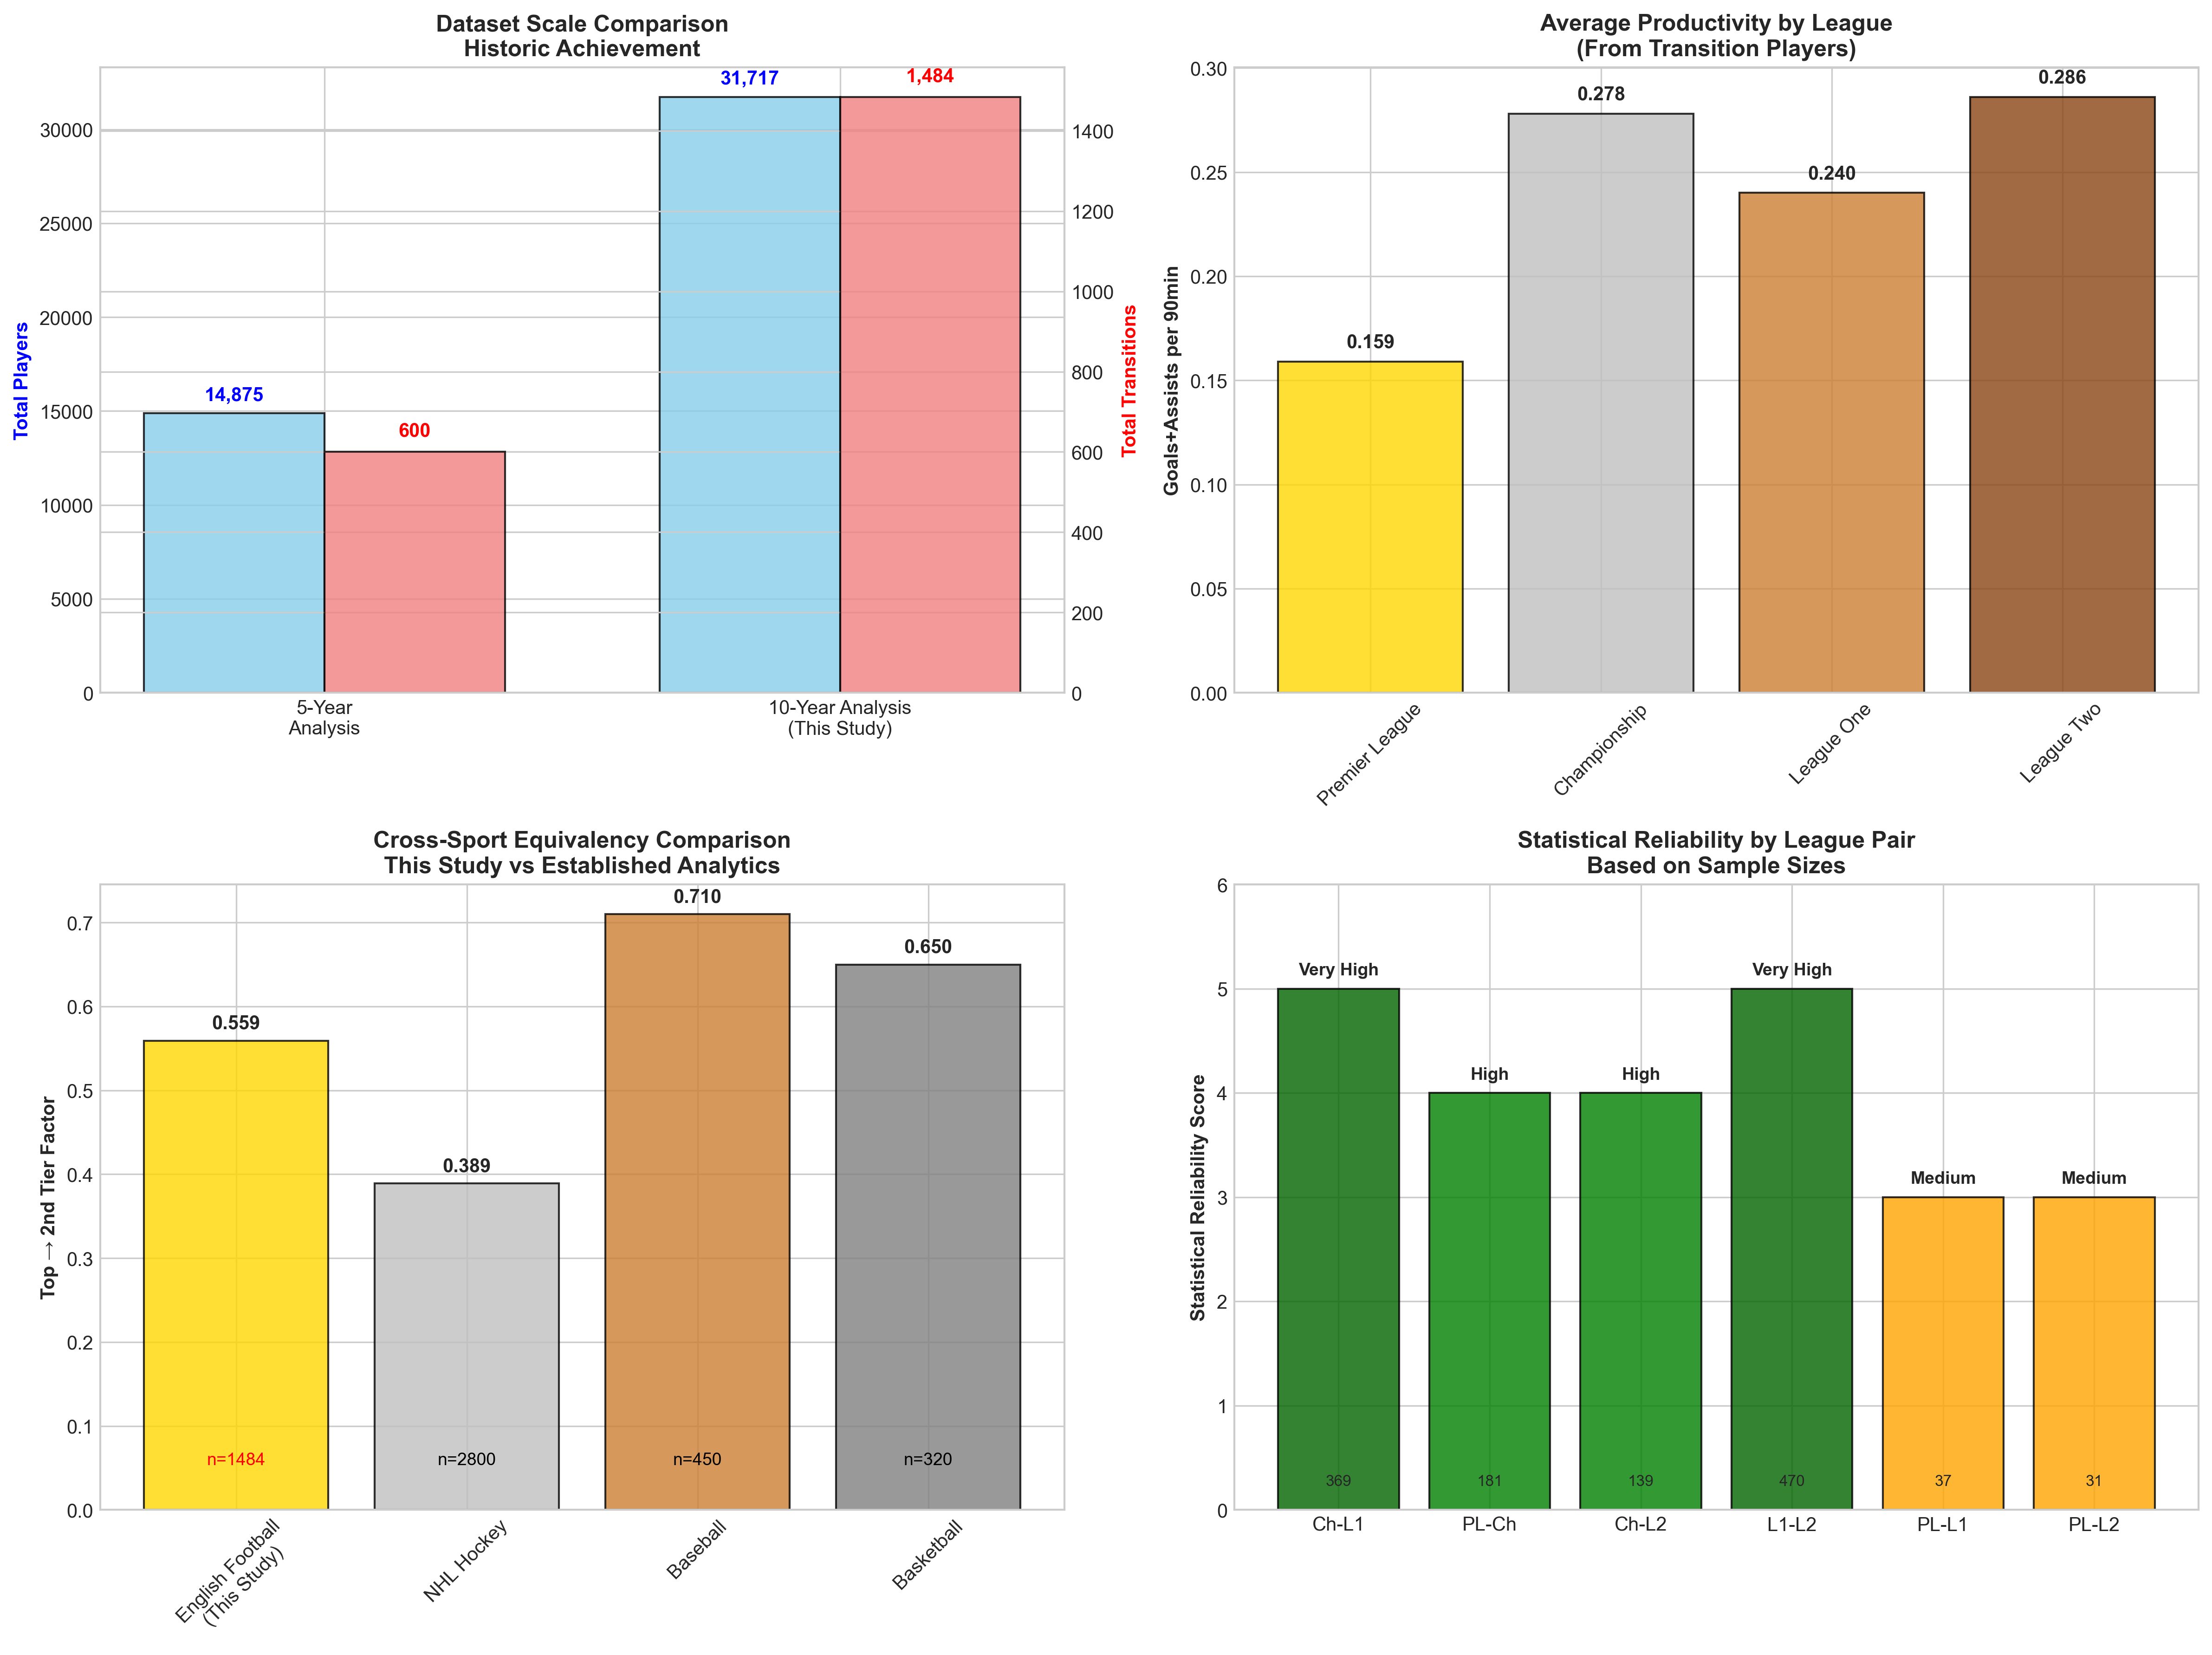 Dataset Scale Comparison
Historic Achievement
31,717
1,484
14,875
600
30000
25000
20000
15000
10000
5000
0
1400
1200
1000
800
600
400
200
0
Total Players
Total Transitions
5-Year
Analysis
10-Year Analysis
(This Study)
Average Productivity by League
(From Transition Players)
0.30
0.25
0.20
0.15
0.10
0.05
0.00
Goals+Assists per 90min
0.159
0.278
0.240
0.286
Premier League
Championship
League One
League Two
Cross-Sport Equivalency Comparison
This Study vs Established Analytics
0.7
0.6
0.5
0.4
0.3
0.2
0.1
0.0
Top → 2nd Tier Factor
0.559
0.389
0.710
0.650
n=1484
n=2800
n=450
n=320
English Football
(This Study)
NHL Hockey
Baseball
Basketball
Statistical Reliability by League Pair
Based on Sample Sizes
6
5
4
3
2
1
0
Statistical Reliability Score
Very High
High
High
Very High
Medium
Medium
369
181
139
470
37
31
Ch-L1
PL-Ch
Ch-L2
L1-L2
PL-L1
PL-L2